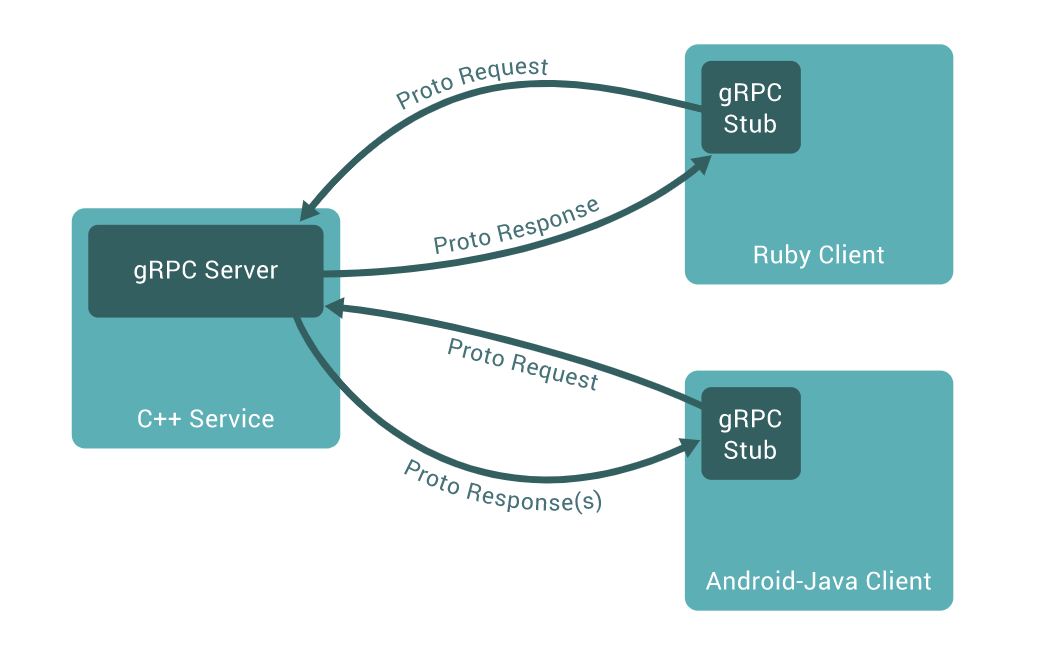 Proto Request
gRPC
Stub
Ruby Client
Proto Response
gRPC Server
C++ Service
Proto Request
gRPC
Stub
Proto Response(s)
Android-Java Client